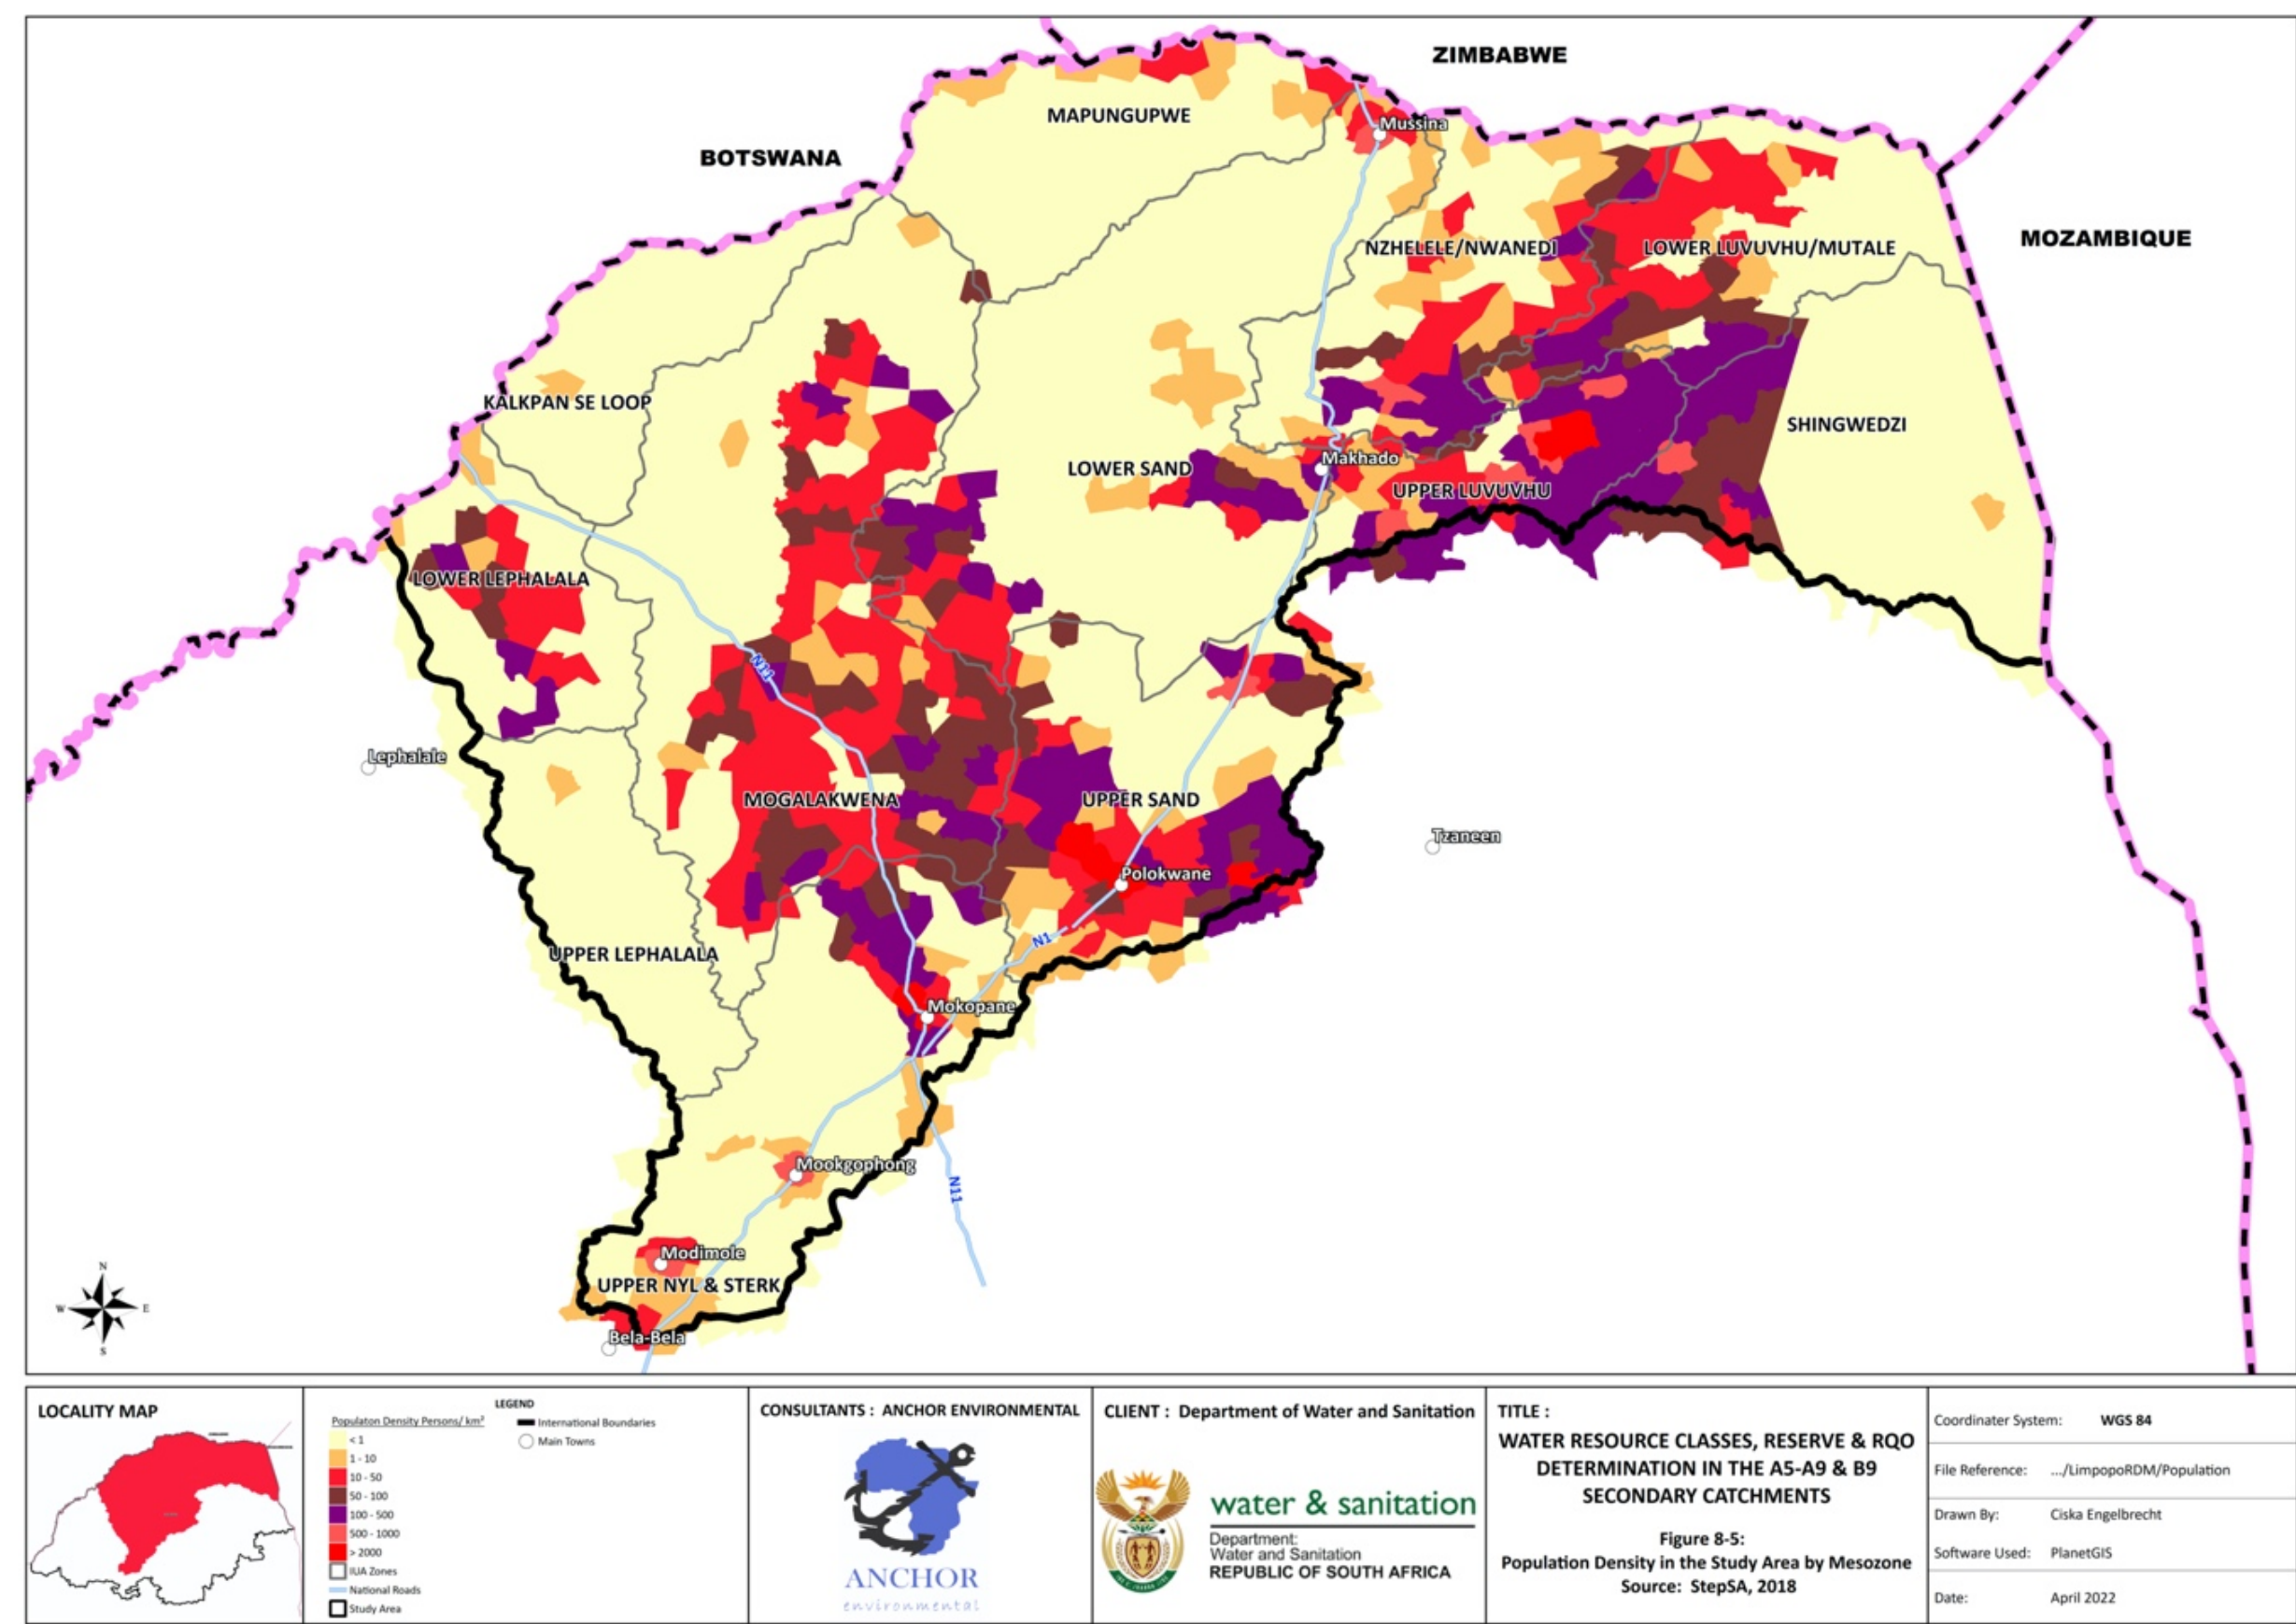 ZIMBABWE
MAPUNGUPWE
Mussina
BOTSWANA
MOZAMBIQUE
NZHELELE/NWANEDI
LOWER LUVUVHU/MUTALE
KALKPAN SE LOOP
SHINGWEDZI
LOWER SAND
Makhado
UPPER LUVUVHU
LOWER LEPHALALA
N11
Lephalale
MOGALAKWENA
UPPER SAND
Tzaneen
Polokwane
N1
UPPER LEPHALALA
Mokopane
Mookgophong
N11
Modimole
UPPER NYL & STERK
Bela-Bela
N
W
E
S
LOCALITY MAP
LEGEND
Populaton Density Persons/ km²
< 1
1 - 10
10 - 50
50 - 100
100 - 500
500 - 1000
> 2000
IUA Zones
National Roads
Study Area
International Boundaries
Main Towns
CONSULTANTS : ANCHOR ENVIRONMENTAL
ANCHOR
environmental
CLIENT : Department of Water and Sanitation
water & sanitation
Department:
Water and Sanitation
REPUBLIC OF SOUTH AFRICA
TITLE :
WATER RESOURCE CLASSES, RESERVE & RQO
DETERMINATION IN THE A5-A9 & B9
SECONDARY CATCHMENTS
Figure 8-5:
Population Density in the Study Area by Mesozone
Source: StepSA, 2018
Coordinater System: WGS 84
File Reference: .../LimpopoRDM/Population
Drawn By: Ciska Engelbrecht
Software Used: PlanetGIS
Date: April 2022